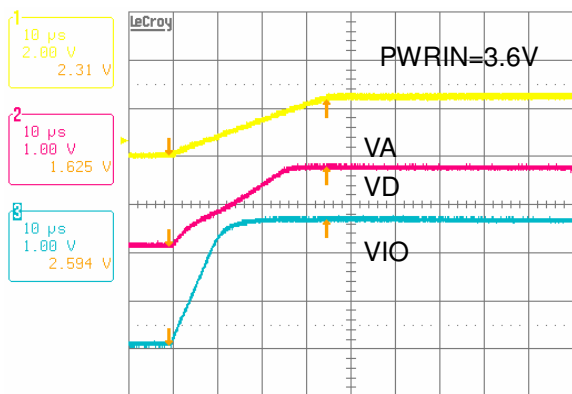 1
10 µs
2.00 V
2.31 V
2
10 µs
1.00 V
1.625 V
3
10 µs
1.00 V
2.594 V
LeCroy
PWRIN=3.6V
VA
VD
VIO